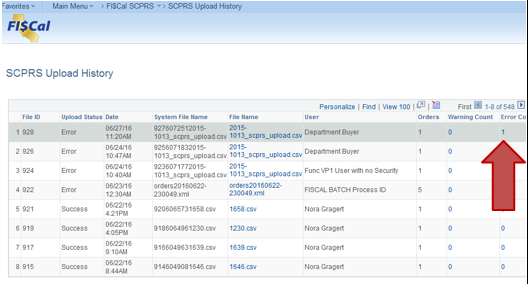 Favorites Main Menu > FI$Cal SCPRS > SCPRS Upload History
FI$Cal
SCPRS Upload History
Personalize | Find | View 100 | | First 1-8 of 548
File ID Upload Status Date System File Name File Name User Orders Warning Count Error Co
1 928 Error 06/27/16 11:20AM 9276072512015-1013_scprs_upload.csv 2015-1013_scprs_upload.csv Department Buyer 1 0 1
2 926 Error 06/24/16 10:47AM 9256071832015-1013_scprs_upload.csv 2015-1013_scprs_upload.csv Department Buyer 1 0
3 924 Error 06/24/16 10:40AM 9236071772015-1013_scprs_upload.csv 2015-1013_scprs_upload.csv Func VP1 User with no Security 1 0
4 922 Error 06/23/16 12:30AM orders20160622-230049.xml orders20160622-230049.xml FISCAL BATCH Process ID 5 0
5 921 Success 06/22/16 4:21PM 9206065731658.csv 1658.csv Nora Gragert 1 0
6 919 Success 06/22/16 4:05PM 9186064961230.csv 1230.csv Nora Gragert 1 0 0
7 917 Success 06/22/16 9:10AM 9166049631639.csv 1639.csv Nora Gragert 1 0 0
8 915 Success 06/22/16 8:44AM 9146049081646.csv 1646.csv Nora Gragert 1 0 0